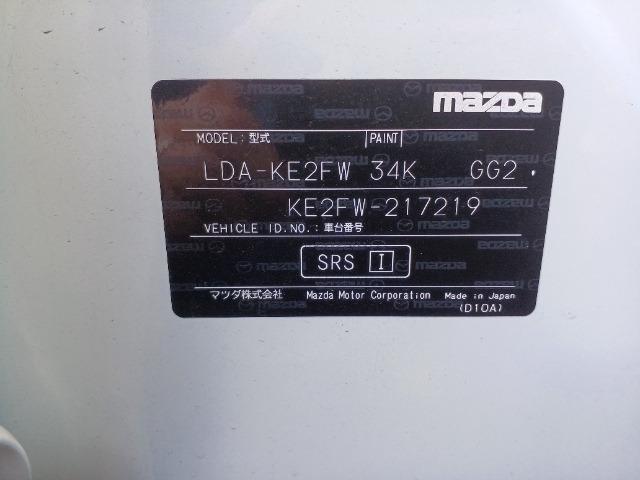 mazda
MODEL:型式 PAINT
LDA-KE2FW 34K GG2
KE2FW-217219
VEHICLE ID.NO.:車台番号
SRS I
マツダ株式会社 Mazda Motor Corporation Made in Japan
(D10A)